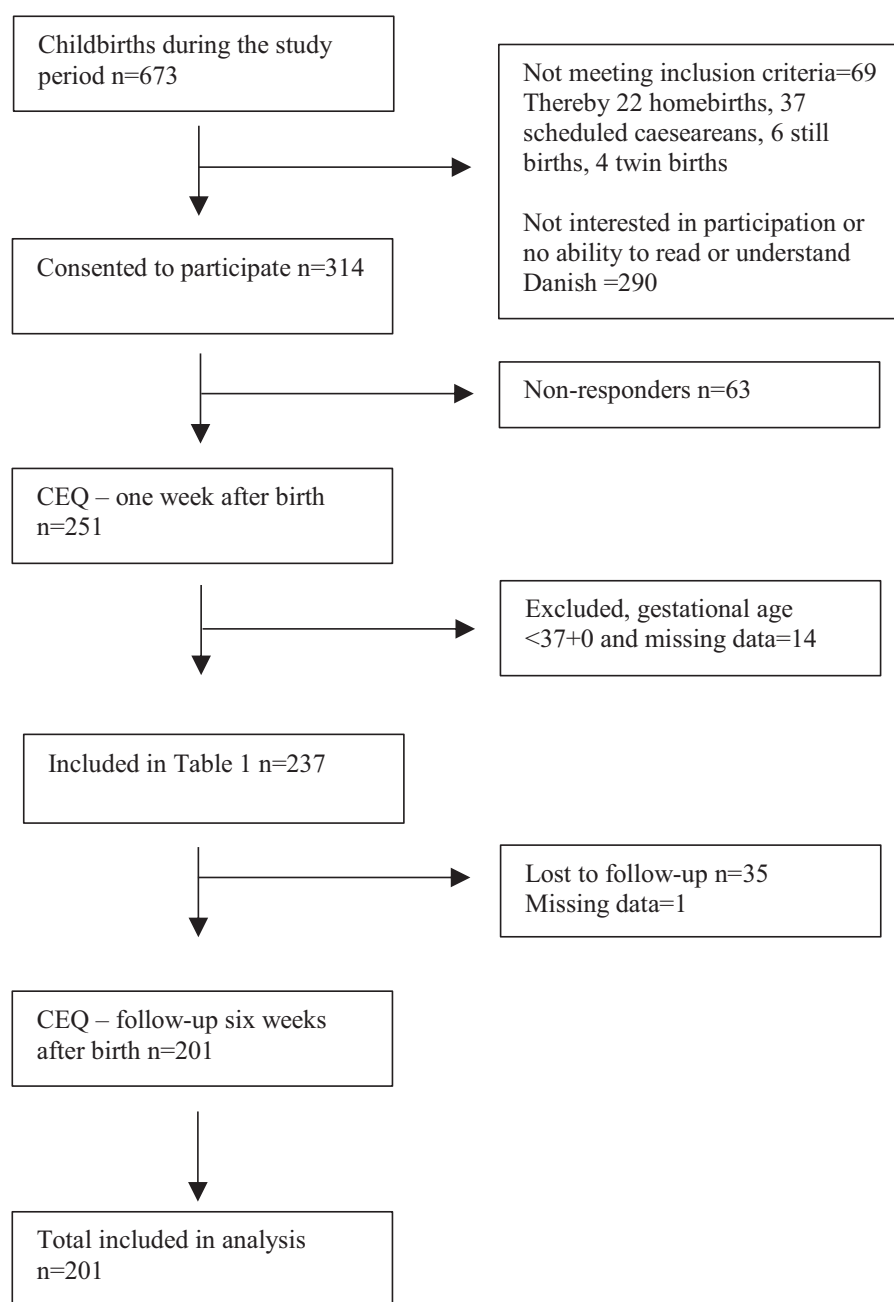 Childbirths during the study
period n=673
Not meeting inclusion criteria=69
Thereby 22 homebirths, 37
scheduled caeseareans, 6 still
births, 4 twin births
Not interested in participation or
no ability to read or understand
Danish =290
Consented to participate n=314
Non-responders n=63
CEQ – one week after birth
n=251
Excluded, gestational age
<37+0 and missing data=14
Included in Table 1 n=237
Lost to follow-up n=35
Missing data=1
CEQ – follow-up six weeks
after birth n=201
Total included in analysis
n=201